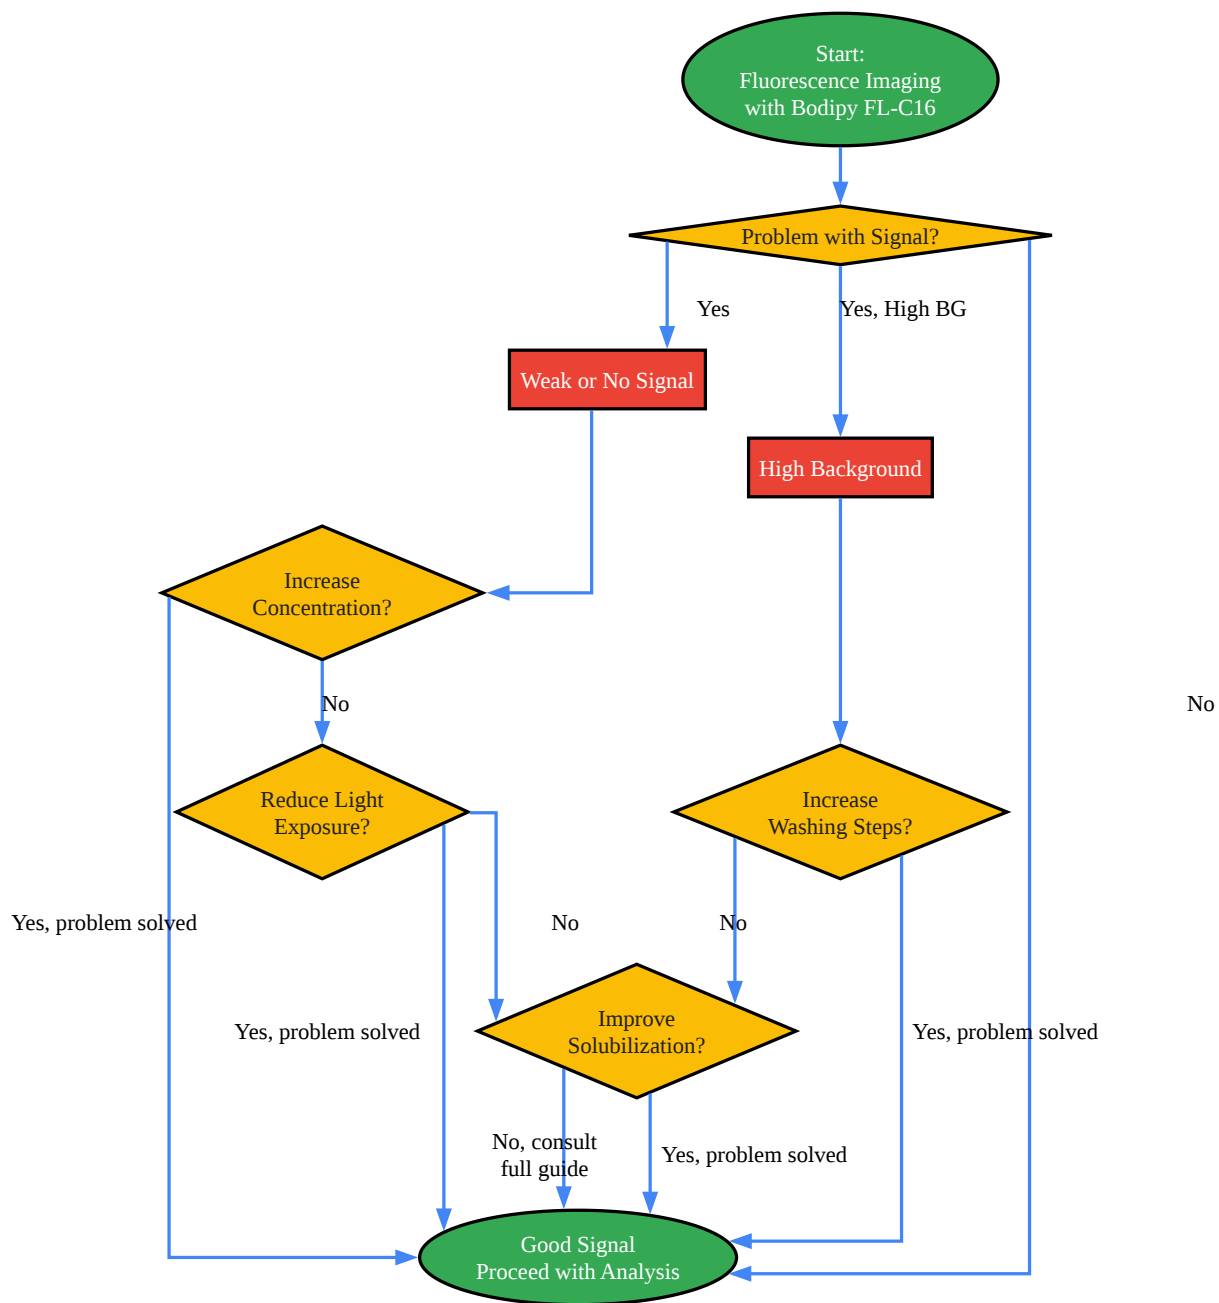 Start:
Fluorescence Imaging
with Bodipy FL-C16
Problem with Signal?
Yes
Yes, High BG
Weak or No Signal
High Background
Increase
Concentration?
No
No
Reduce Light
Exposure?
Increase
Washing Steps?
Yes, problem solved
No
No
Yes, problem solved
Improve
Solubilization?
Yes, problem solved
No, consult
full guide
Yes, problem solved
Good Signal
Proceed with Analysis